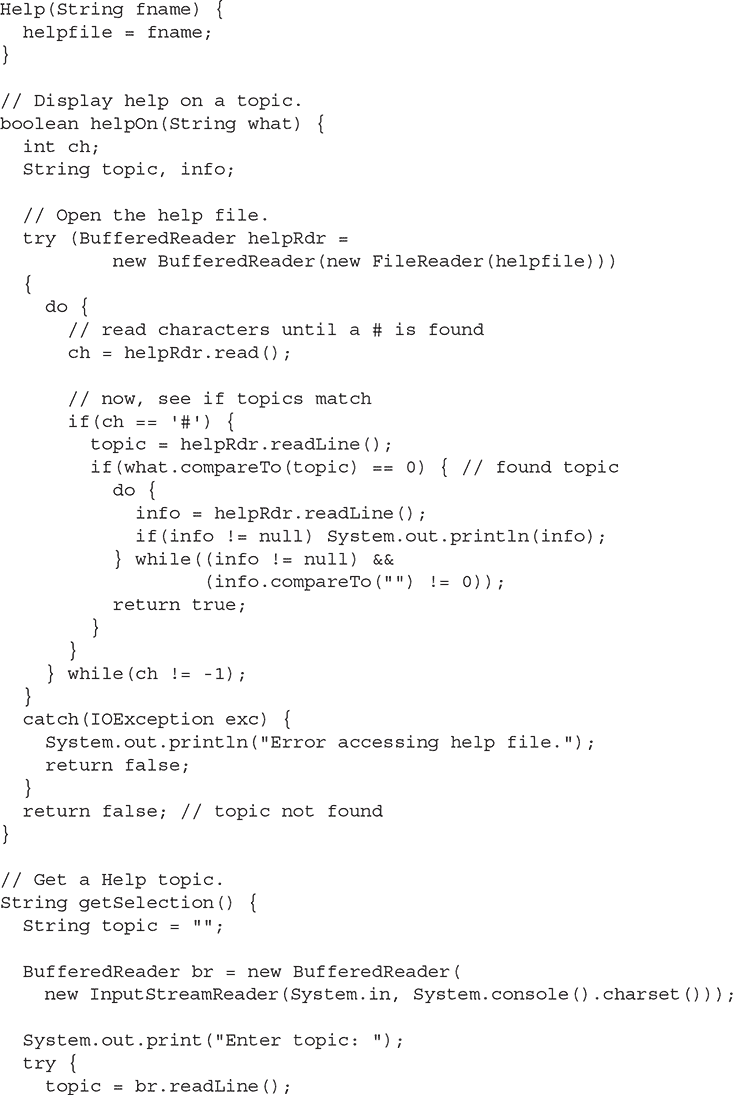 Help(String fname) {
  helpfile = fname;
}

// Display help on a topic.
boolean helpOn(String what) {
  int ch;
  String topic, info;

  // Open the help file.
  try (BufferedReader helpRdr =
          new BufferedReader(new FileReader(helpfile)))
  {
    do {
      // read characters until a # is found
      ch = helpRdr.read();

      // now, see if topics match
      if(ch == '#') {
        topic = helpRdr.readLine();
        if(what.compareTo(topic) == 0) { // found topic
          do {
            info = helpRdr.readLine();
            if(info != null) System.out.println(info);
          } while((info != null) &&
                  (info.compareTo("") != 0));
          return true;
        }
      }
    } while(ch != -1);
  }
  catch(IOException exc) {
    System.out.println("Error accessing help file.");
    return false;
  }
  return false; // topic not found
}

// Get a Help topic.
String getSelection() {
  String topic = "";

  BufferedReader br = new BufferedReader(
    new InputStreamReader(System.in, System.console().charset()));

  System.out.print("Enter topic: ");
  try {
    topic = br.readLine();